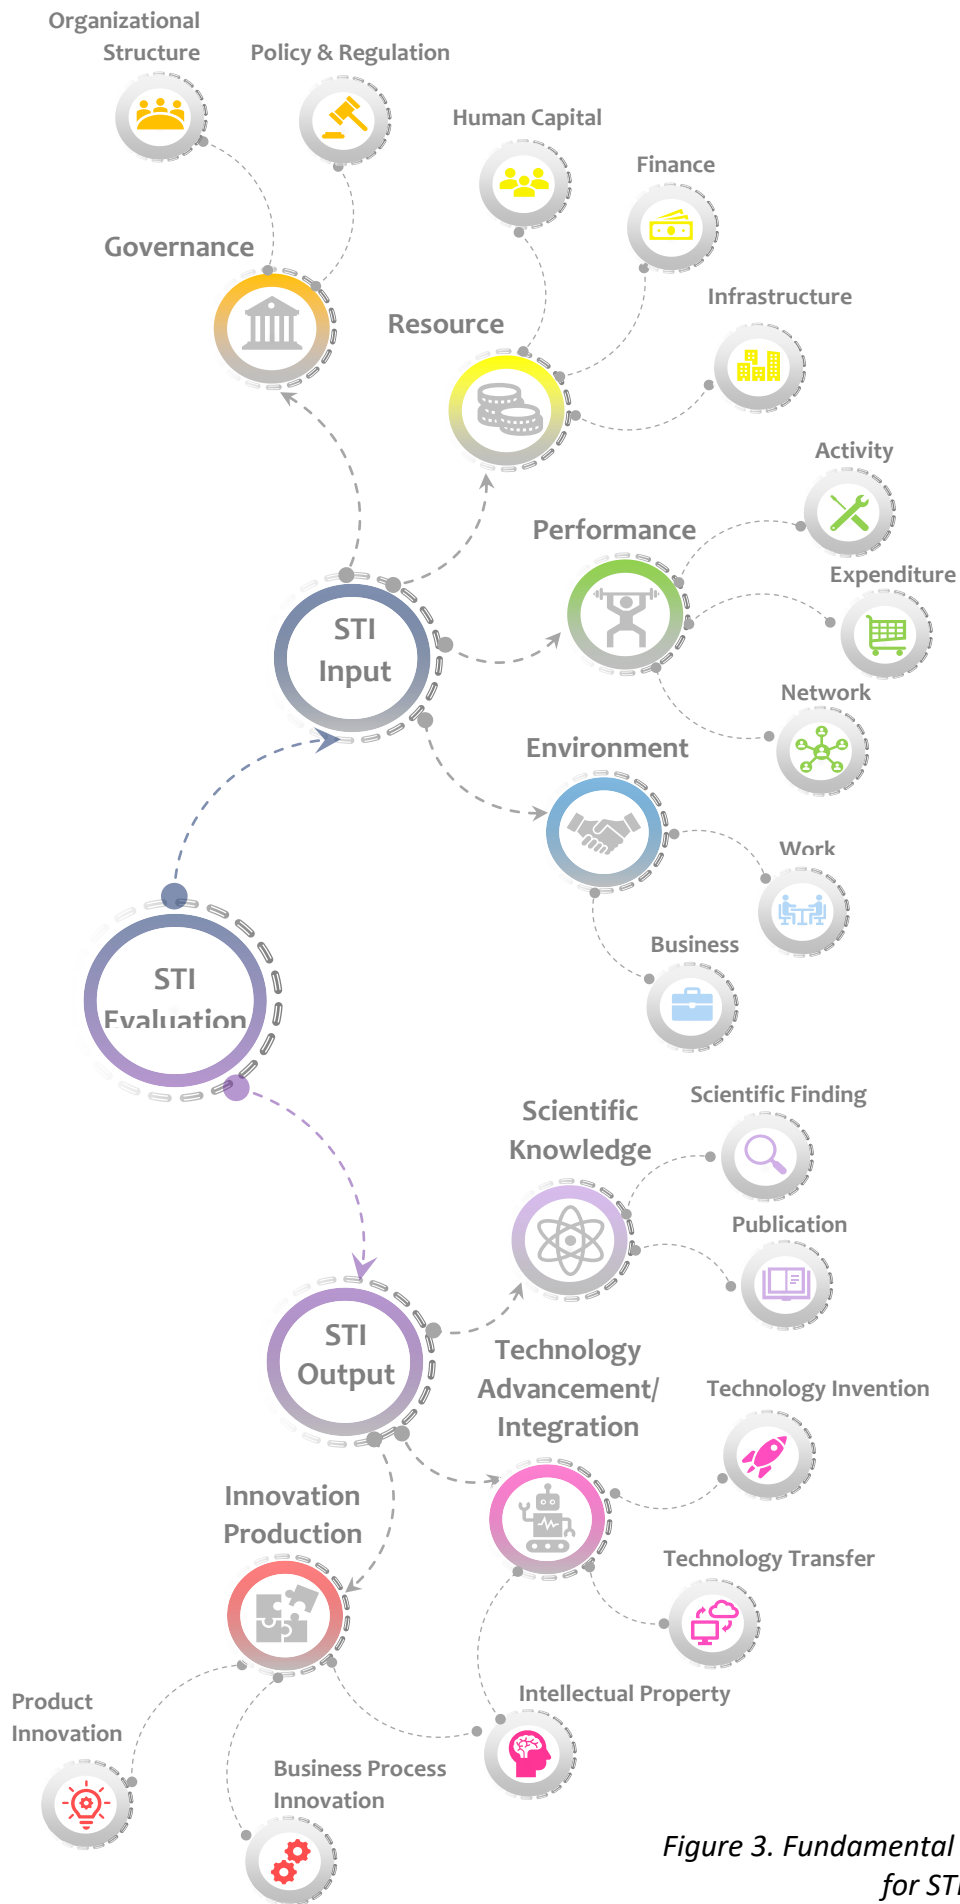 Organizational
Structure
Policy & Regulation
Human Capital
Finance
Governance
Infrastructure
Resource
Activity
Performance
Expenditure
STI
Input
Network
Environment
Work
Business
STI
Evaluation
Scientific
Knowledge
Scientific Finding
Publication
STI
Output
Technology
Advancement/
Integration
Technology Invention
Innovation
Production
Technology Transfer
Intellectual Property
Product
Innovation
Business Process
Innovation
Figure 3. Fundamental
for STI